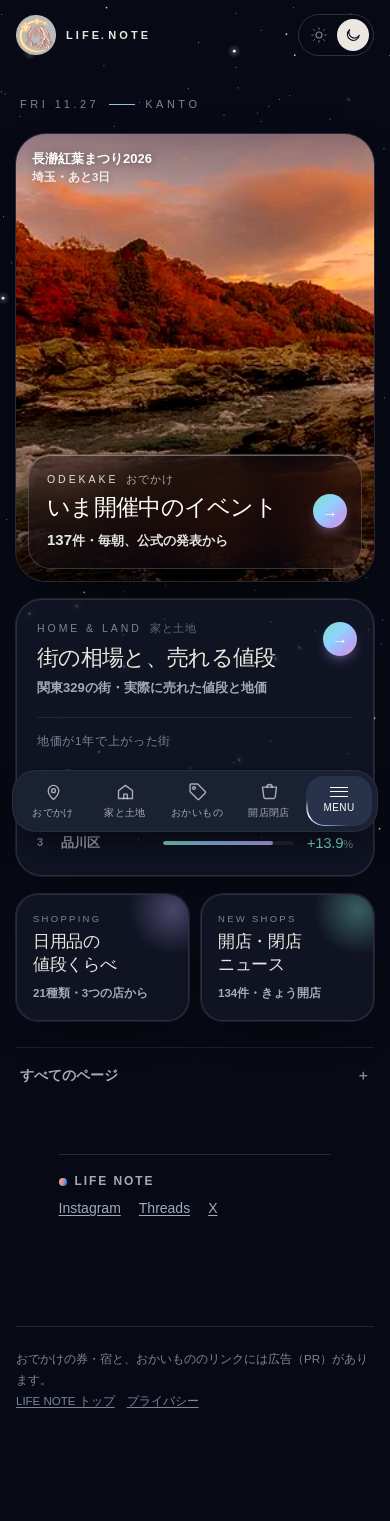 LIFE NOTE
FRI 11.27 KANTO
長瀞紅葉まつり2026
埼玉・あと3日
ODEKAKE おでかけ
いま開催中のイベント
137件・毎朝、公式の発表から
→
HOME & LAND 家と土地
街の相場と、売れる値段
→
関東329の街・実際に売れた値段と地価
地価が1年で上がった街
おでかけ 家と土地 おかいもの 開店閉店 MENU
3 品川区 +13.9%
SHOPPING
日用品の
値段くらべ
21種類・3つの店から
NEW SHOPS
開店・閉店
ニュース
134件・きょう開店
すべてのページ +
LIFE NOTE
Instagram Threads X
おでかけの券・宿と、おかいもののリンクには広告（PR）があり
ます。
LIFE NOTE トップ プライバシー